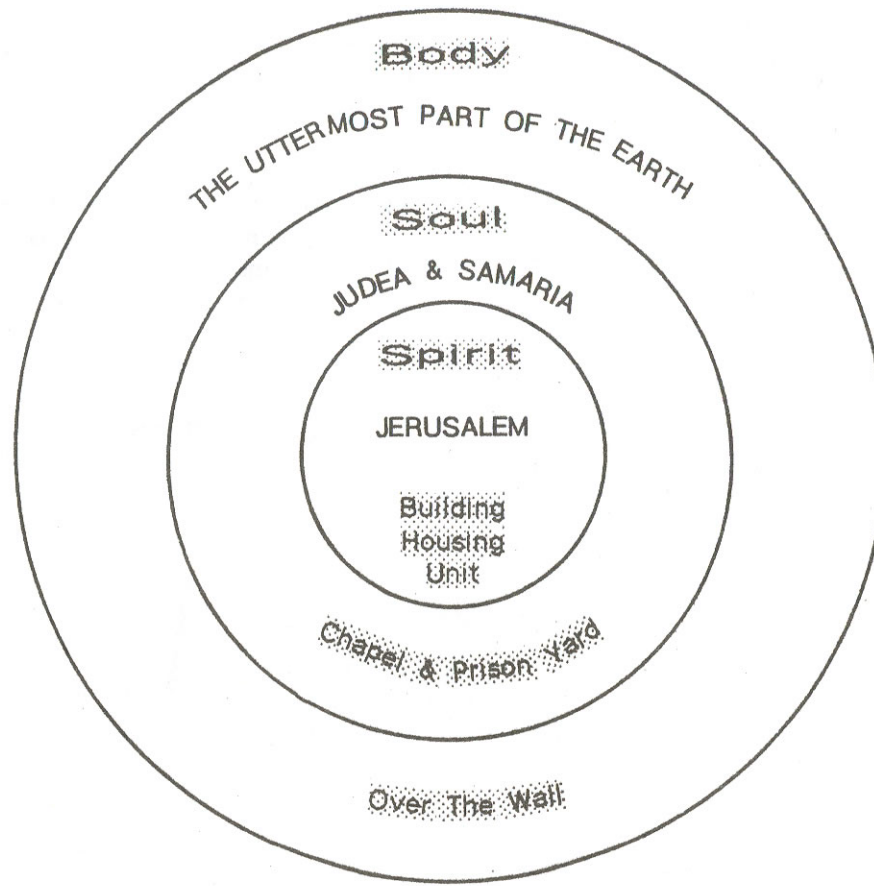 Body
THE UTTERMOST PART OF THE EARTH
Soul
JUDEA & SAMARIA
Spirit
JERUSALEM
Building
Housing
Unit
Chapel & Prison Yard
Over The Wall